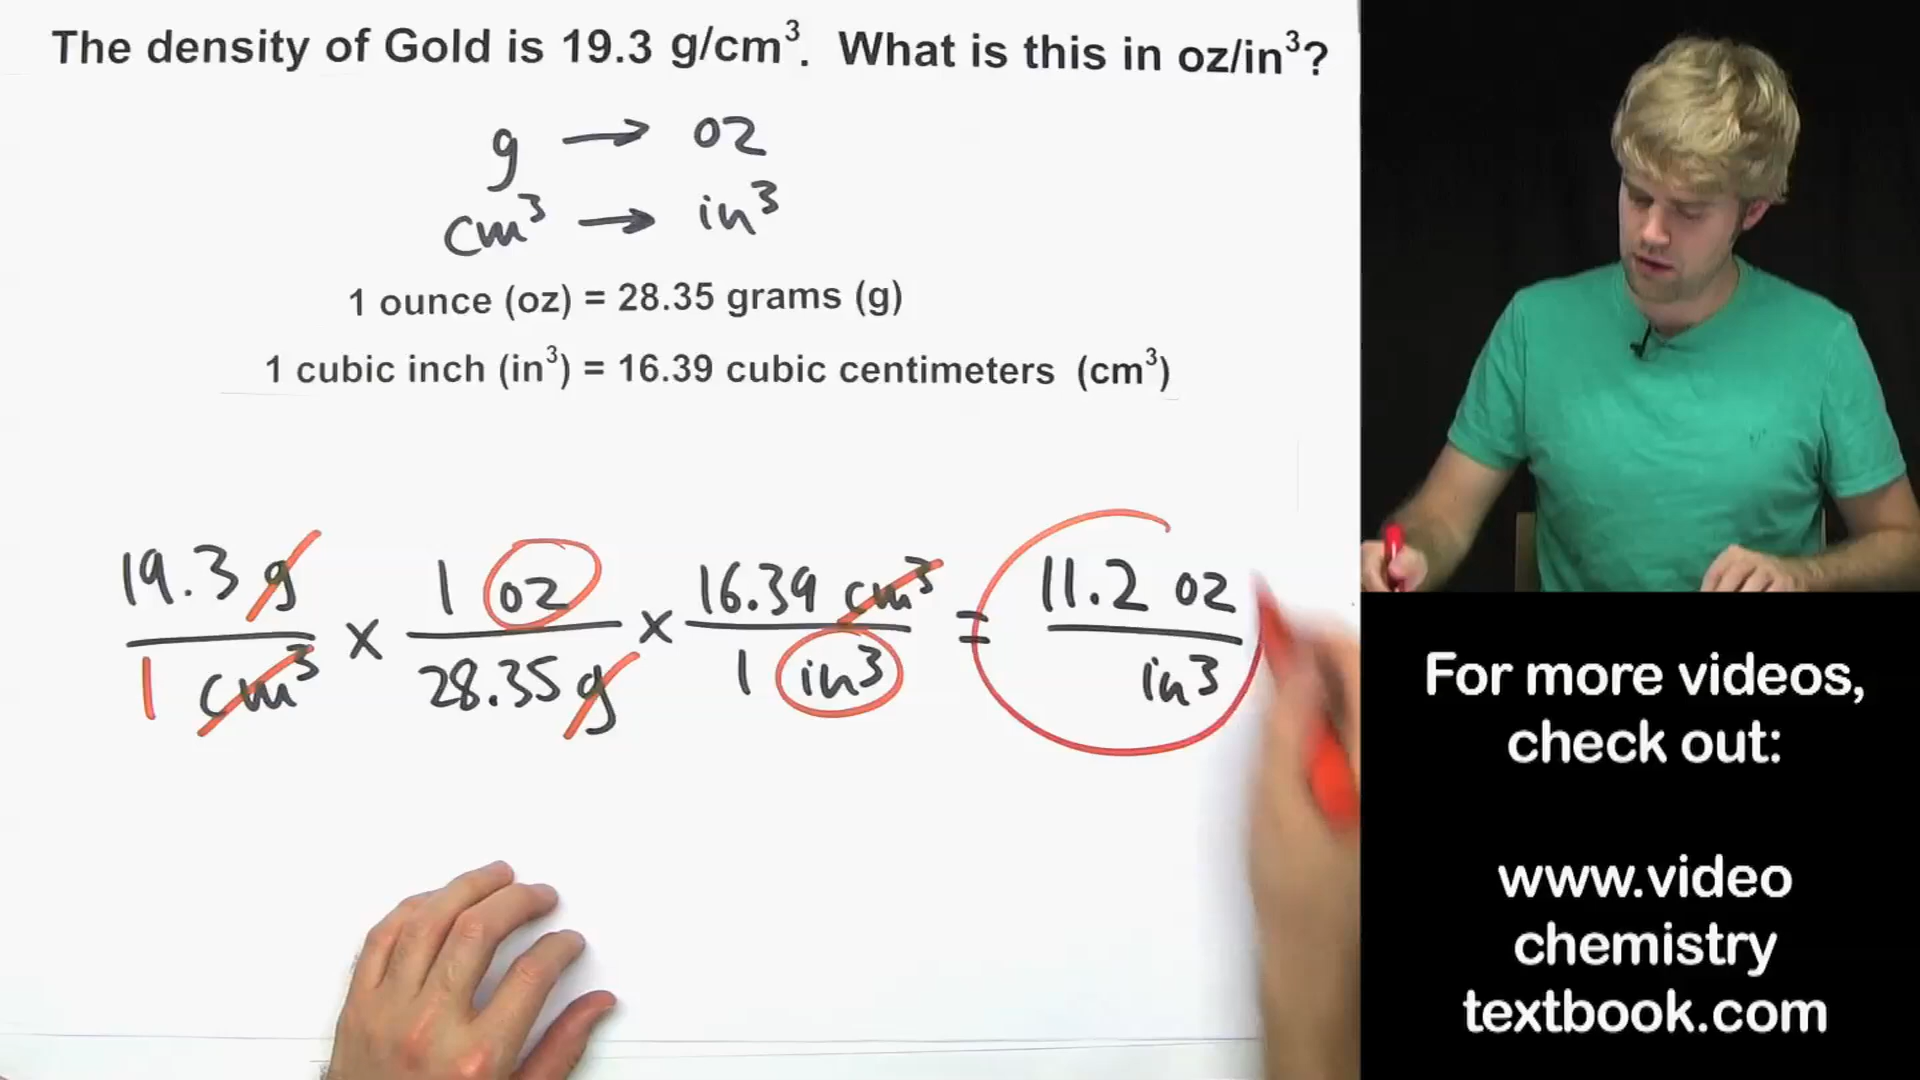 The density of Gold is 19.3 g/cm³. What is this in oz/in³?
g → oz
cm³ → in³
1 ounce (oz) = 28.35 grams (g)
1 cubic inch (in³) = 16.39 cubic centimeters (cm³)
19.3 g / 1 cm³ x 1 oz / 28.35 g x 16.39 cm³ / 1 in³ = 11.2 oz / in³
For more videos,
check out:
www.video
chemistry
textbook.com